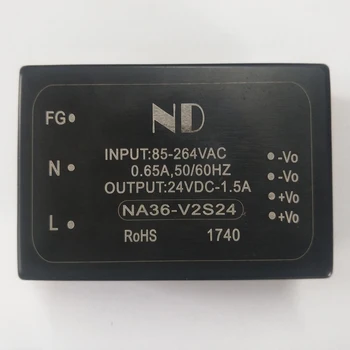 ND
FG
INPUT:85-264VAC
N
0.65A,50/60HZ
OUTPUT:24VDC-1.5A
-Vo
-Vo
+Vo
+Vo
NA36-V2S24
L
RoHS 1740